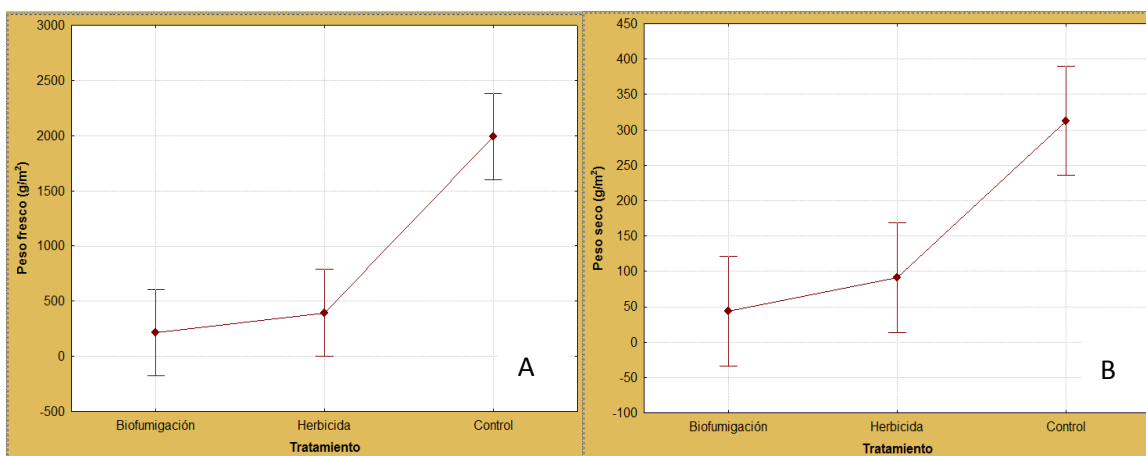 3000
2500
2000
1500
1000
500
0
-500
Peso fresco (g/m²)
Biofumigación Herbicida Control
Tratamiento
A
450
400
350
300
250
200
150
100
50
0
-50
-100
Peso seco (g/m²)
Biofumigación Herbicida Control
Tratamiento
B